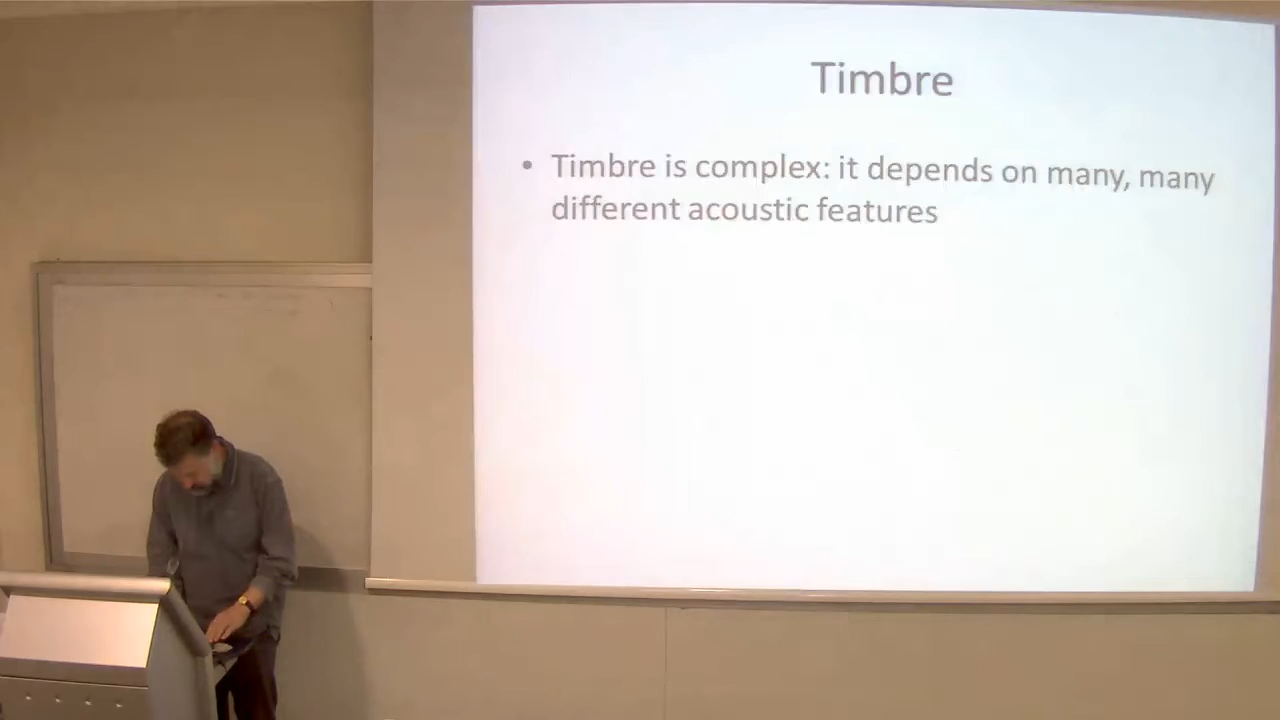 Timbre
• Timbre is complex: it depends on many, many
different acoustic features